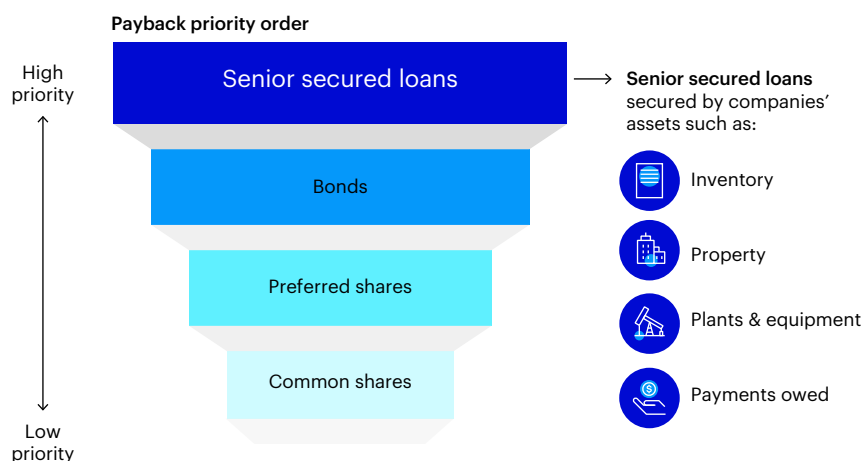 Payback priority order
High
priority
Senior secured loans
Bonds
Preferred shares
Common shares
Low
priority
Senior secured loans
secured by companies’
assets such as:
Inventory
Property
Plants & equipment
$
Payments owed